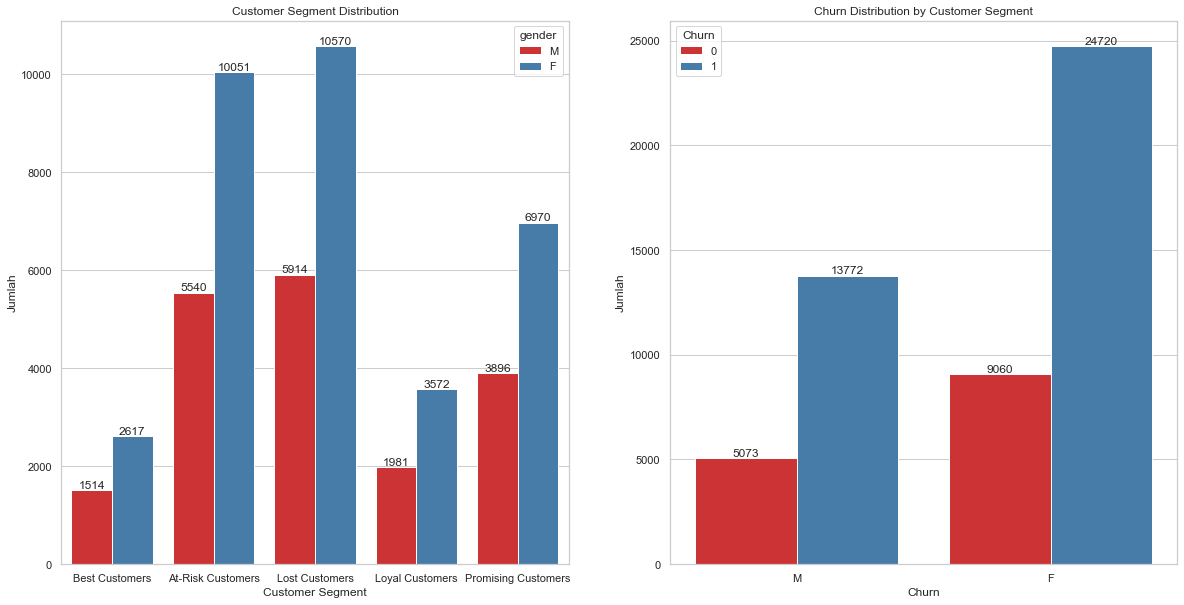 Customer Segment Distribution
gender
M
F
10000
8000
6000
4000
2000
0
Jumlah
1514
2617
5540
10051
5914
10570
1981
3572
3896
6970
Best Customers
At-Risk Customers
Lost Customers
Loyal Customers
Promising Customers
Customer Segment
Churn Distribution by Customer Segment
Churn
0
1
25000
20000
15000
10000
5000
0
Jumlah
5073
13772
9060
24720
M
F
Churn